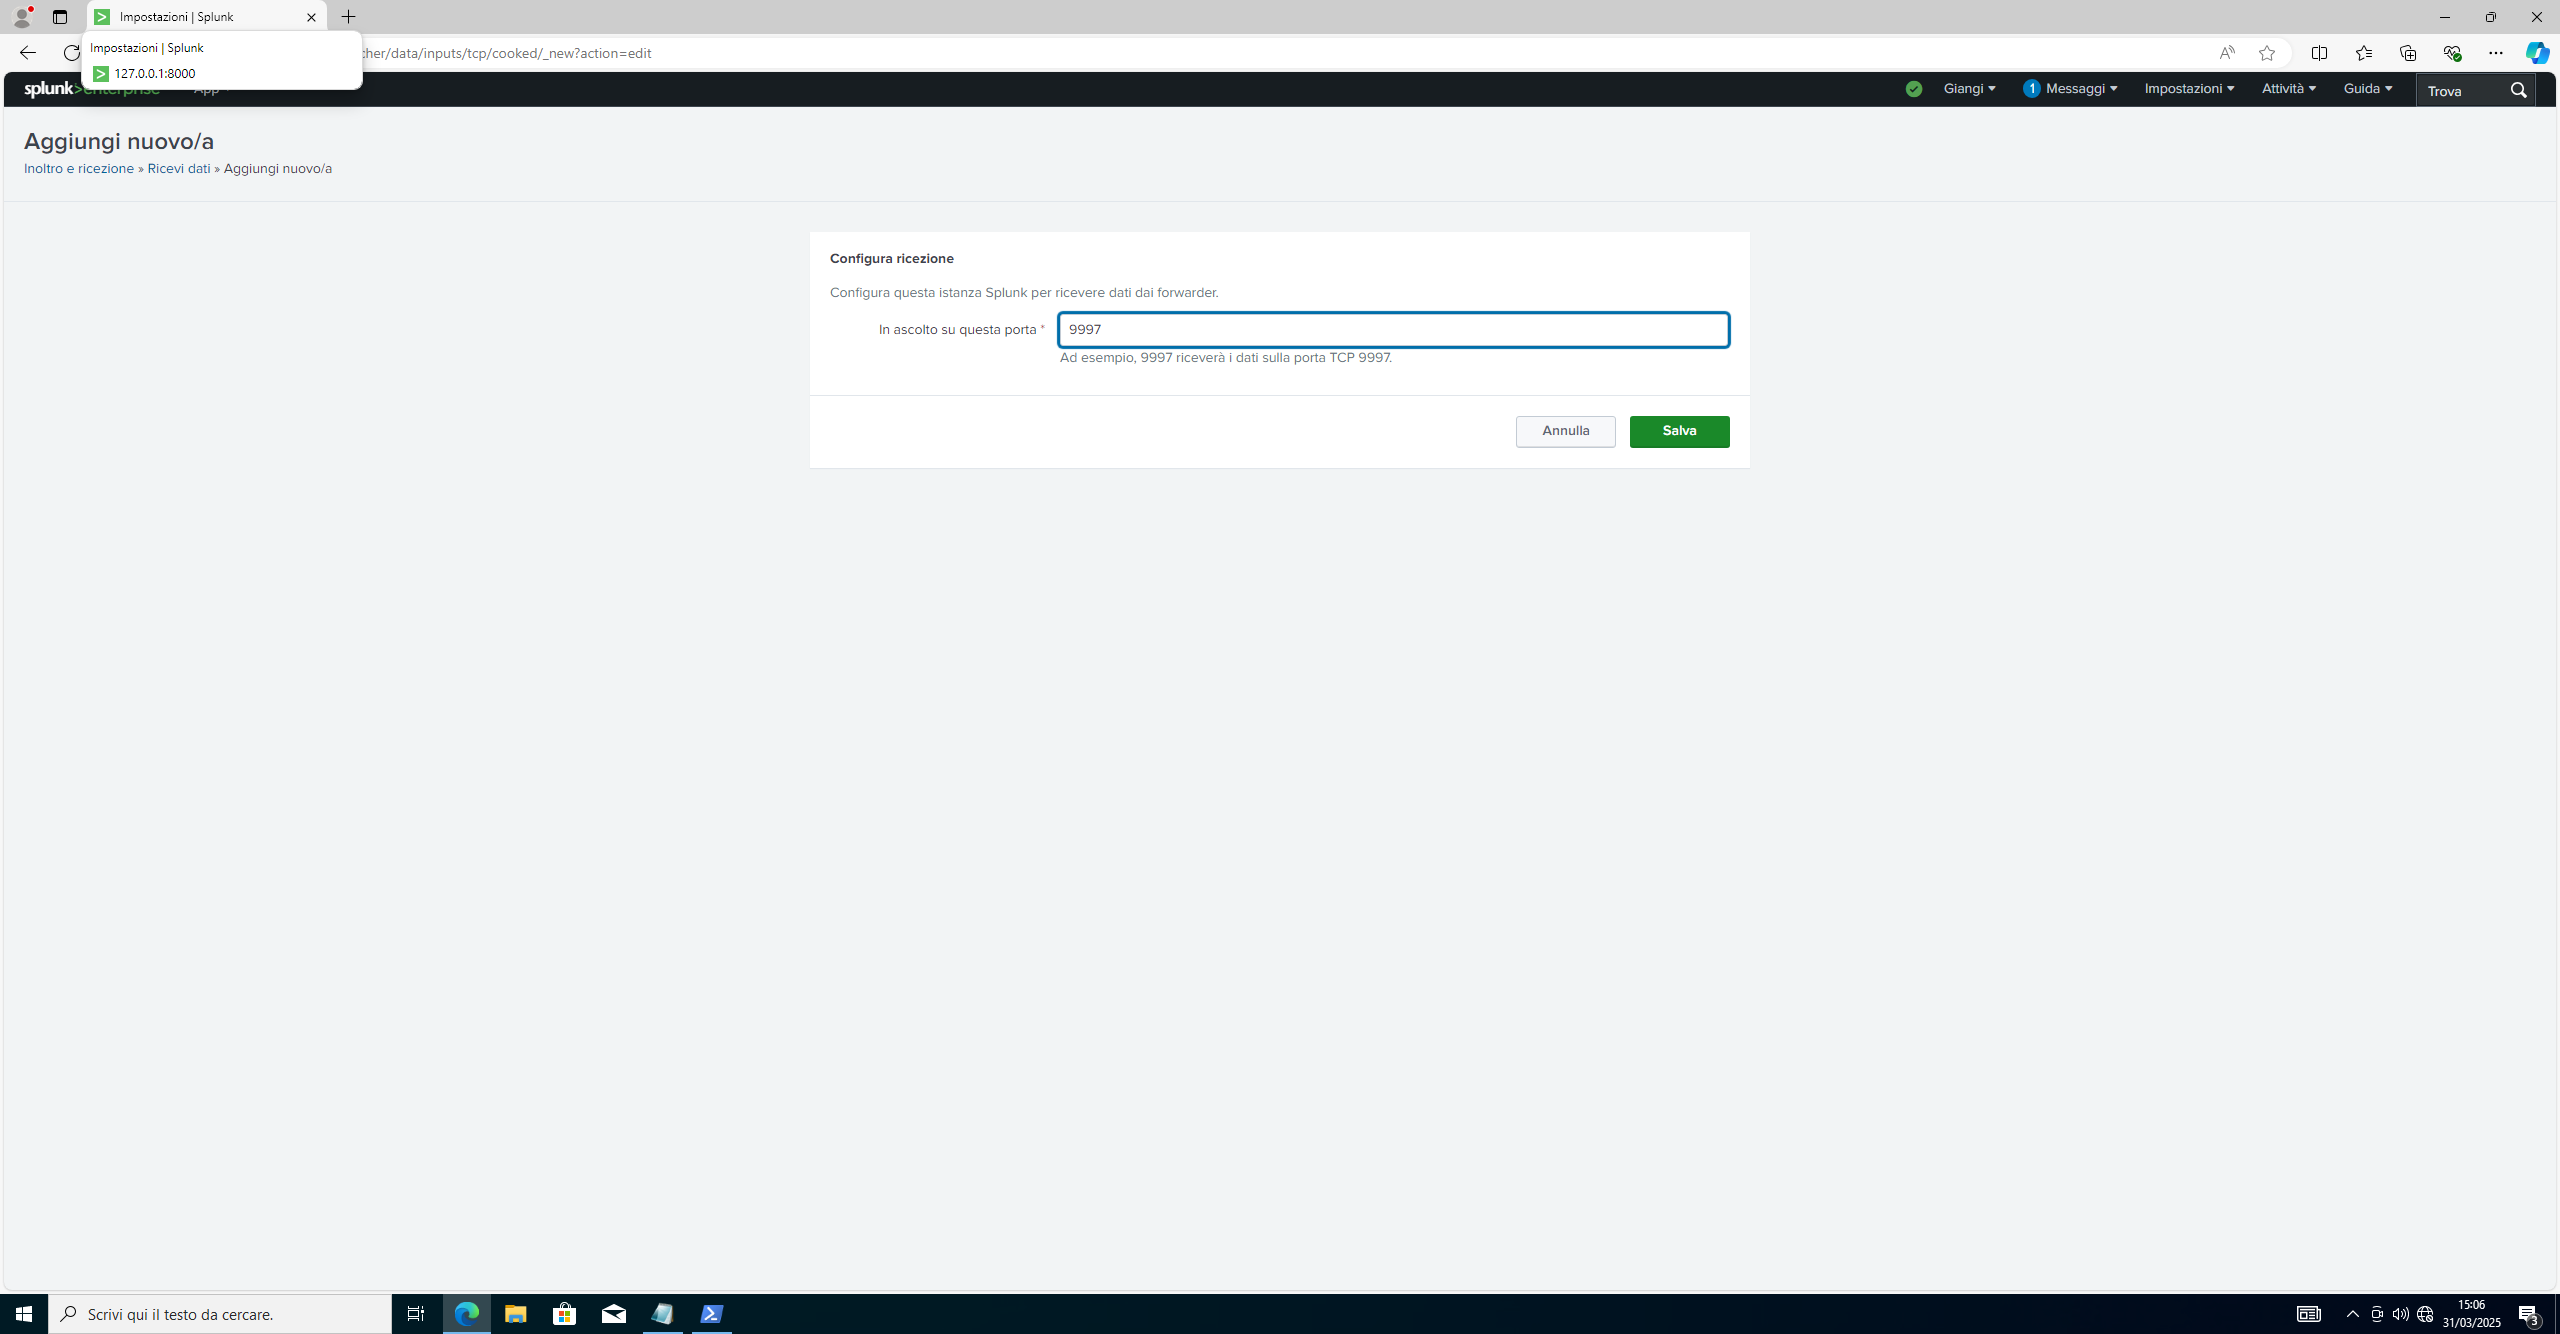 Impostazioni | Splunk
Impostazioni | Splunk
127.0.0.1:8000
her/data/inputs/tcp/cooked/_new?action=edit
splunk>enterprise App
Giangi 1 Messaggi Impostazioni Attività Guida Trova
Aggiungi nuovo/a
Inoltro e ricezione » Ricevi dati » Aggiungi nuovo/a
Configura ricezione
Configura questa istanza Splunk per ricevere dati dai forwarder.
In ascolto su questa porta * 9997
Ad esempio, 9997 riceverà i dati sulla porta TCP 9997.
Annulla Salva
Scrivi qui il testo da cercare.
15:06
31/03/2025
3